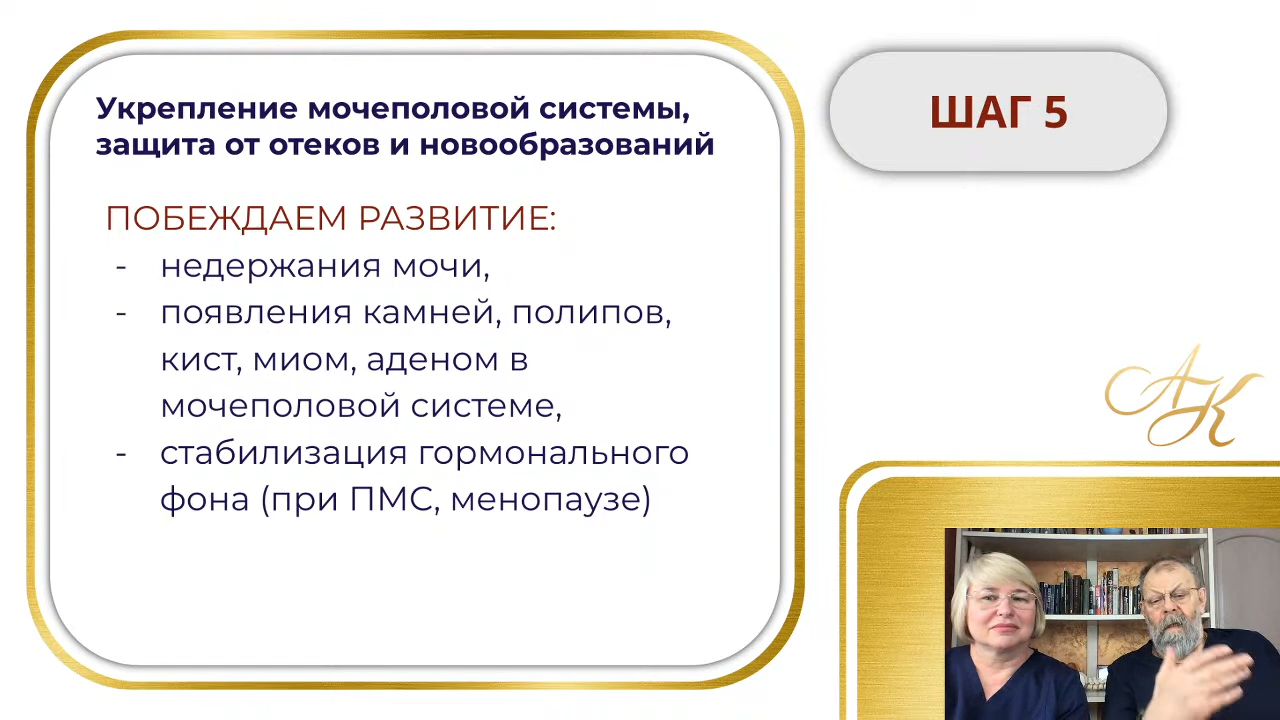 Укрепление мочеполовой системы,
защита от отеков и новообразований
ПОБЕЖДАЕМ РАЗВИТИЕ:
- недержания мочи,
- появления камней, полипов,
кист, миом, аденом в
мочеполовой системе,
- стабилизация гормонального
фона (при ПМС, менопаузе)
ШАГ 5
АК